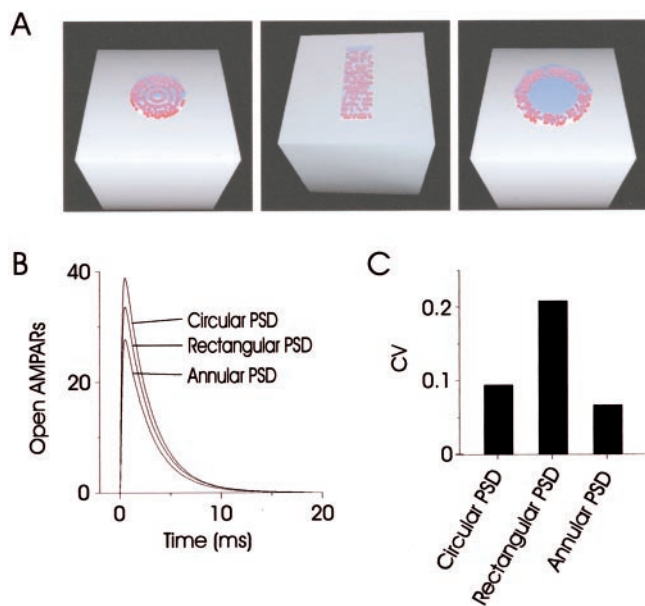 A
B
40
20
0
Open AMPARs
Circular PSD
Rectangular PSD
Annular PSD
0
10
20
Time (ms)
C
0.2
0.1
0
CV
Circular PSD
Rectangular PSD
Annular PSD